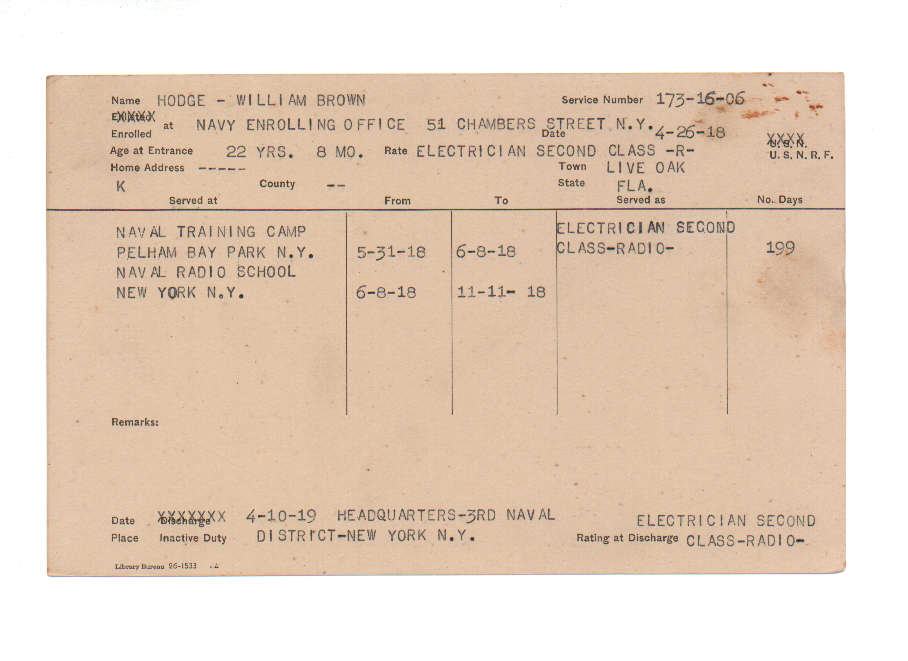 Name HODGE - WILLIAM BROWN Service Number 173-16-06
Enlisted XXXXX
Enrolled at NAVY ENROLLING OFFICE 51 CHAMBERS STREET N.Y. Date 4-26-18 U. S. N. XXXX
Age at Entrance 22 YRS. 8 MO. Rate ELECTRICIAN SECOND CLASS -R- U. S. N. R. F.
Home Address ----- Town LIVE OAK
K County -- State FLA.
Served at From To Served as No. Days
NAVAL TRAINING CAMP ELECTRICIAN SECOND
PELHAM BAY PARK N.Y. 5-31-18 6-8-18 CLASS-RADIO- 199
NAVAL RADIO SCHOOL
NEW YORK N.Y. 6-8-18 11-11- 18
Remarks:
Date Discharge XXXXXXX 4-10-19 HEADQUARTERS-3RD NAVAL ELECTRICIAN SECOND
Place Inactive Duty DISTRICT-NEW YORK N.Y. Rating at Discharge CLASS-RADIO-
Library Bureau 96-1533